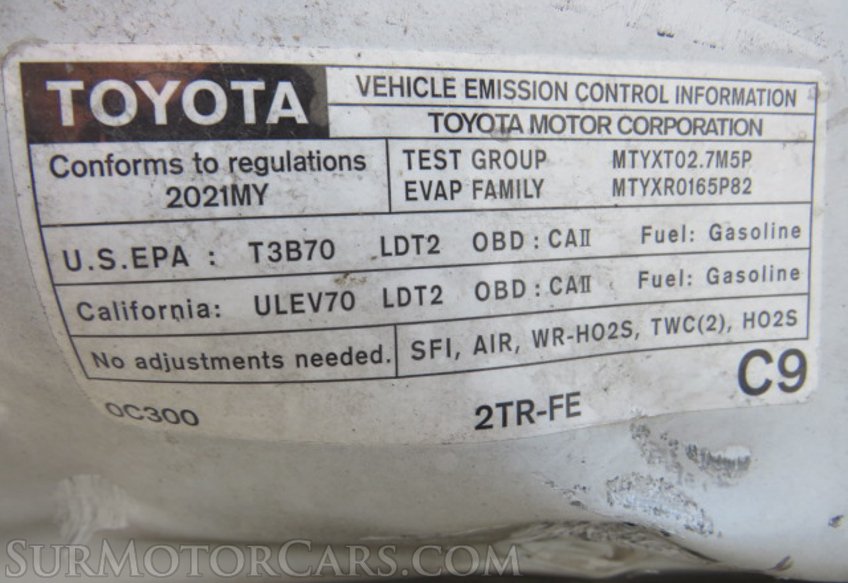 TOYOTA
VEHICLE EMISSION CONTROL INFORMATION
TOYOTA MOTOR CORPORATION
Conforms to regulations
2021MY
TEST GROUP MTYXT02.7M5P
EVAP FAMILY MTYXR0165P82
U.S.EPA : T3B70 LDT2 OBD : CAII Fuel: Gasoline
California: ULEV70 LDT2 OBD : CAII Fuel: Gasoline
No adjustments needed.
SFI, AIR, WR-HO2S, TWC(2), HO2S
0C300
2TR-FE
C9
SURMOTORCARS.COM